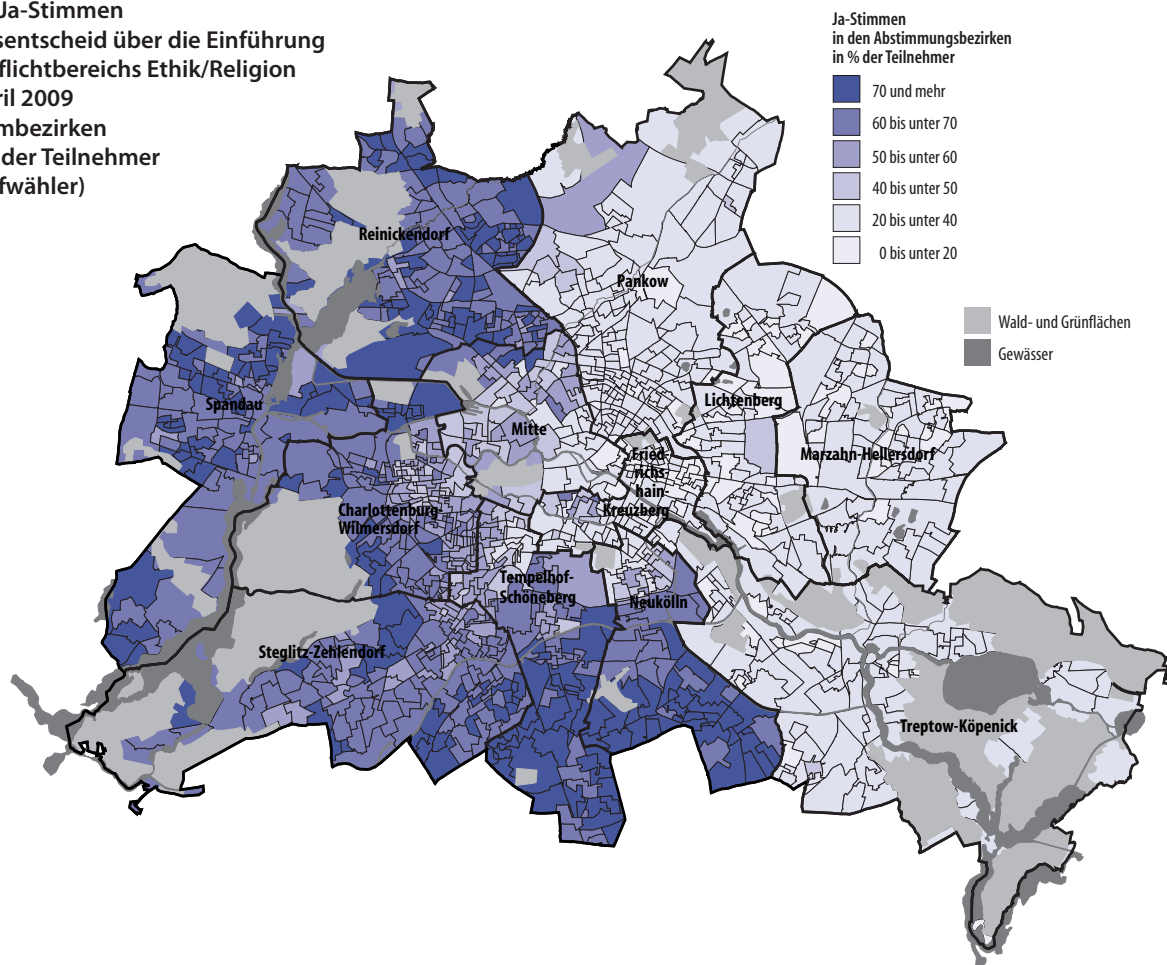 Ja-Stimmen
sentscheid über die Einführung
flichtbereichs Ethik/Religion
ril 2009
mbezirken
der Teilnehmer
fwähler)
Ja-Stimmen
in den Abstimmungsbezirken
in % der Teilnehmer
70 und mehr
60 bis unter 70
50 bis unter 60
40 bis unter 50
20 bis unter 40
0 bis unter 20
Wald- und Grünflächen
Gewässer
Reinickendorf
Pankow
Spandau
Mitte
Lichtenberg
Marzahn-Hellersdorf
Fried-
richs
hain-
Kreuzberg
Charlottenburg-
Wilmersdorf
Tempelhof-
Schöneberg
Neukölln
Steglitz-Zehlendorf
Treptow-Köpenick